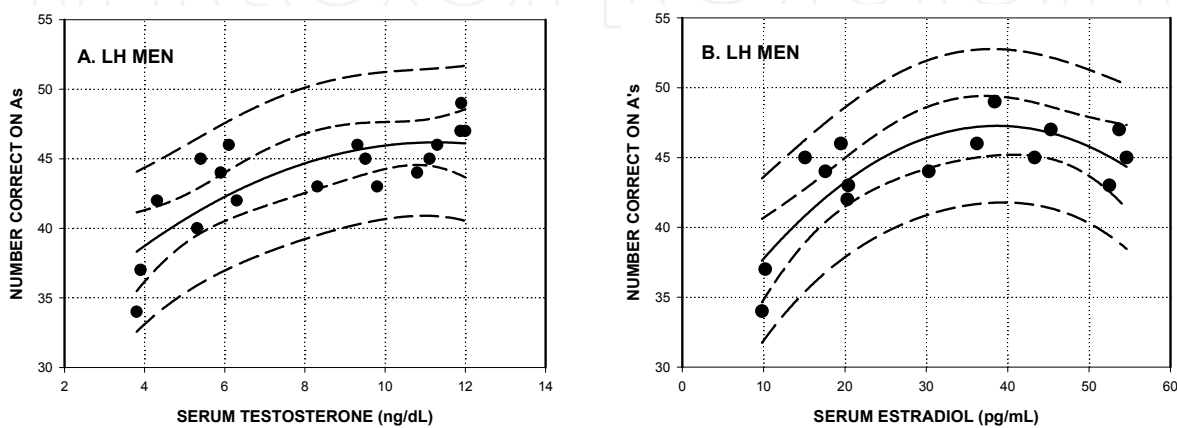 A. LH MEN
NUMBER CORRECT ON As
55
50
45
40
35
30
2 4 6 8 10 12 14
SERUM TESTOSTERONE (ng/dL)
B. LH MEN
NUMBER CORRECT ON A's
55
50
45
40
35
30
0 10 20 30 40 50 60
SERUM ESTRADIOL (pg/mL)